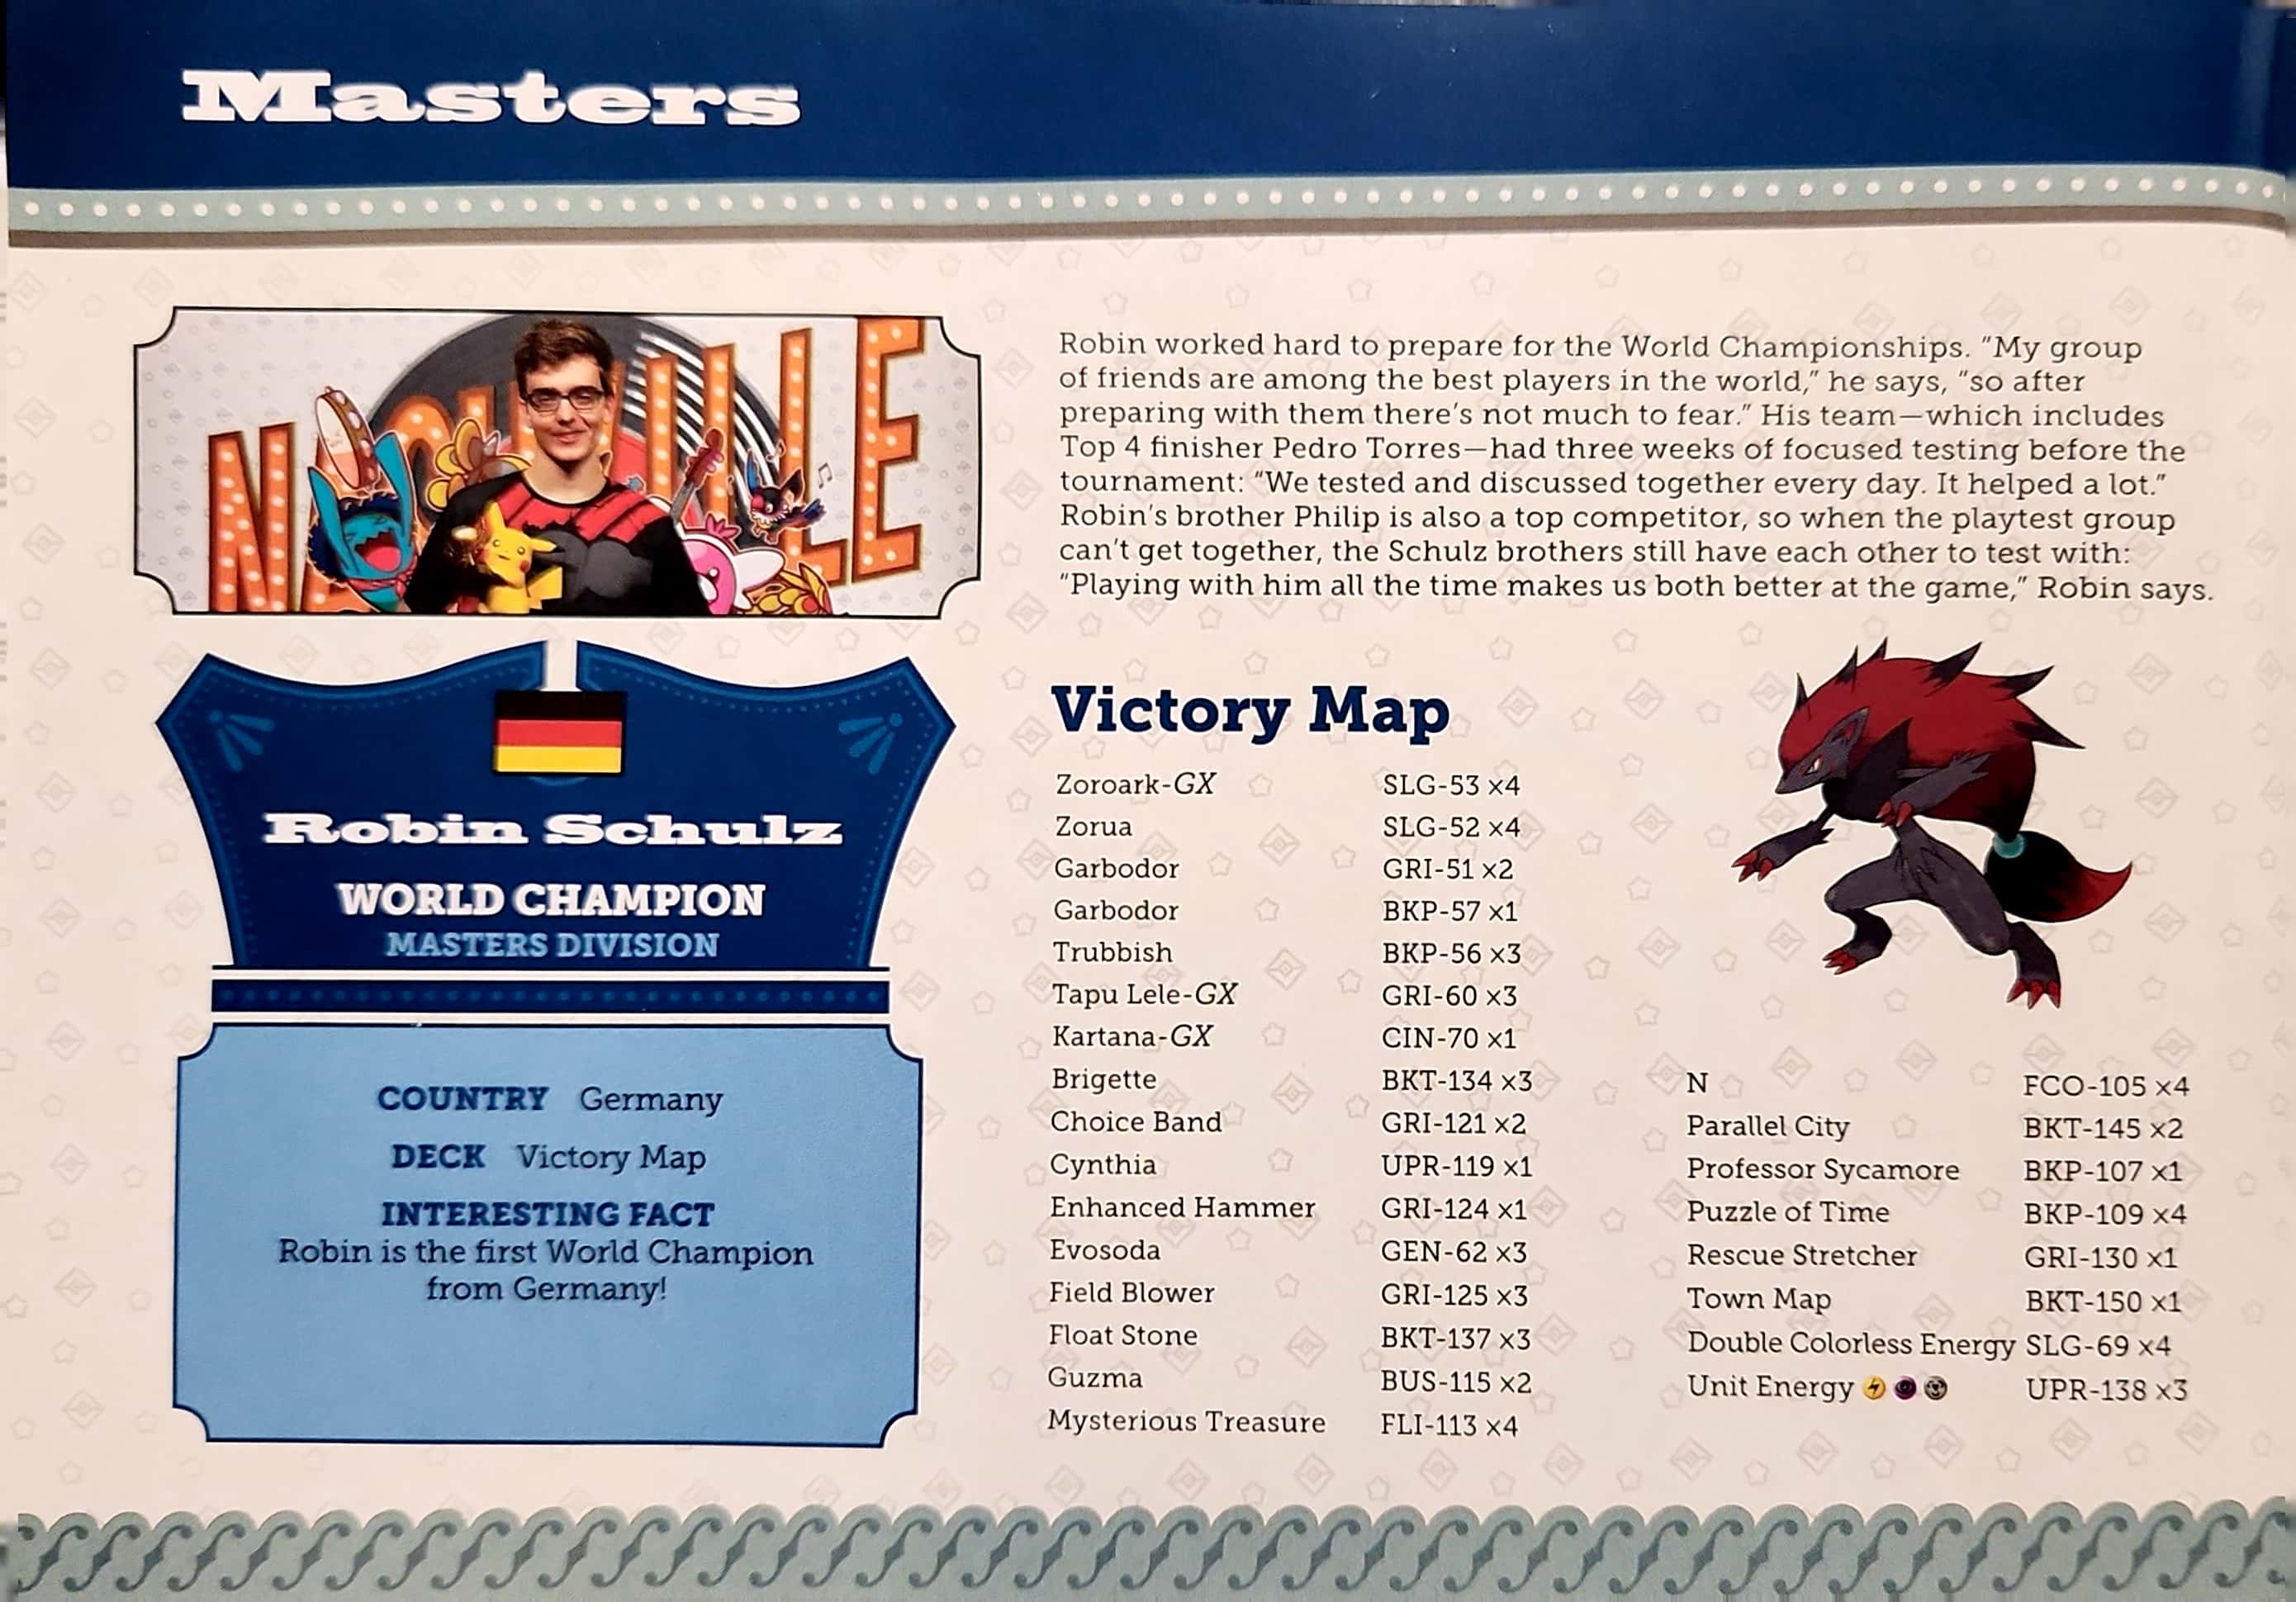 Masters
NASHVILLE
Robin worked hard to prepare for the World Championships. "My group
of friends are among the best players in the world," he says, "so after
preparing with them there's not much to fear." His team—which includes
Top 4 finisher Pedro Torres—had three weeks of focused testing before the
tournament: "We tested and discussed together every day. It helped a lot."
Robin's brother Philip is also a top competitor, so when the playtest group
can't get together, the Schulz brothers still have each other to test with:
"Playing with him all the time makes us both better at the game," Robin says.
Robin Schulz
WORLD CHAMPION
MASTERS DIVISION
COUNTRY Germany
DECK Victory Map
INTERESTING FACT
Robin is the first World Champion
from Germany!
Victory Map
Zoroark-GX SLG-53 ×4
Zorua SLG-52 ×4
Garbodor GRI-51 ×2
Garbodor BKP-57 ×1
Trubbish BKP-56 ×3
Tapu Lele-GX GRI-60 ×3
Kartana-GX CIN-70 ×1
Brigette BKT-134 ×3
Choice Band GRI-121 ×2
Cynthia UPR-119 ×1
Enhanced Hammer GRI-124 ×1
Evosoda GEN-62 ×3
Field Blower GRI-125 ×3
Float Stone BKT-137 ×3
Guzma BUS-115 ×2
Mysterious Treasure FLI-113 ×4
N FCO-105 ×4
Parallel City BKT-145 ×2
Professor Sycamore BKP-107 ×1
Puzzle of Time BKP-109 ×4
Rescue Stretcher GRI-130 ×1
Town Map BKT-150 ×1
Double Colorless Energy SLG-69 ×4
Unit Energy UPR-138 ×3